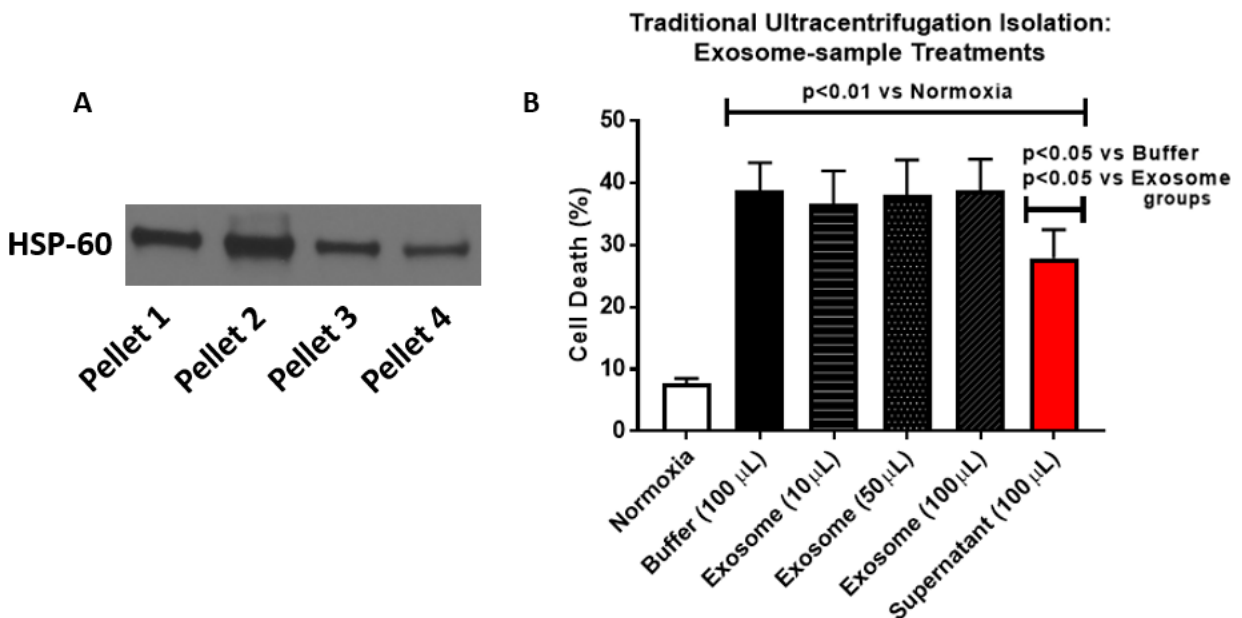 A
HSP-60
Pellet 1
Pellet 2
Pellet 3
Pellet 4
B
Traditional Ultracentrifugation Isolation:
Exosome-sample Treatments
p<0.01 vs Normoxia
p<0.05 vs Buffer
p<0.05 vs Exosome
groups
Cell Death (%)
50
40
30
20
10
0
Normoxia
Buffer (100 μL)
Exosome (10μL)
Exosome (50μL)
Exosome (100μL)
Supernatant (100 μL)